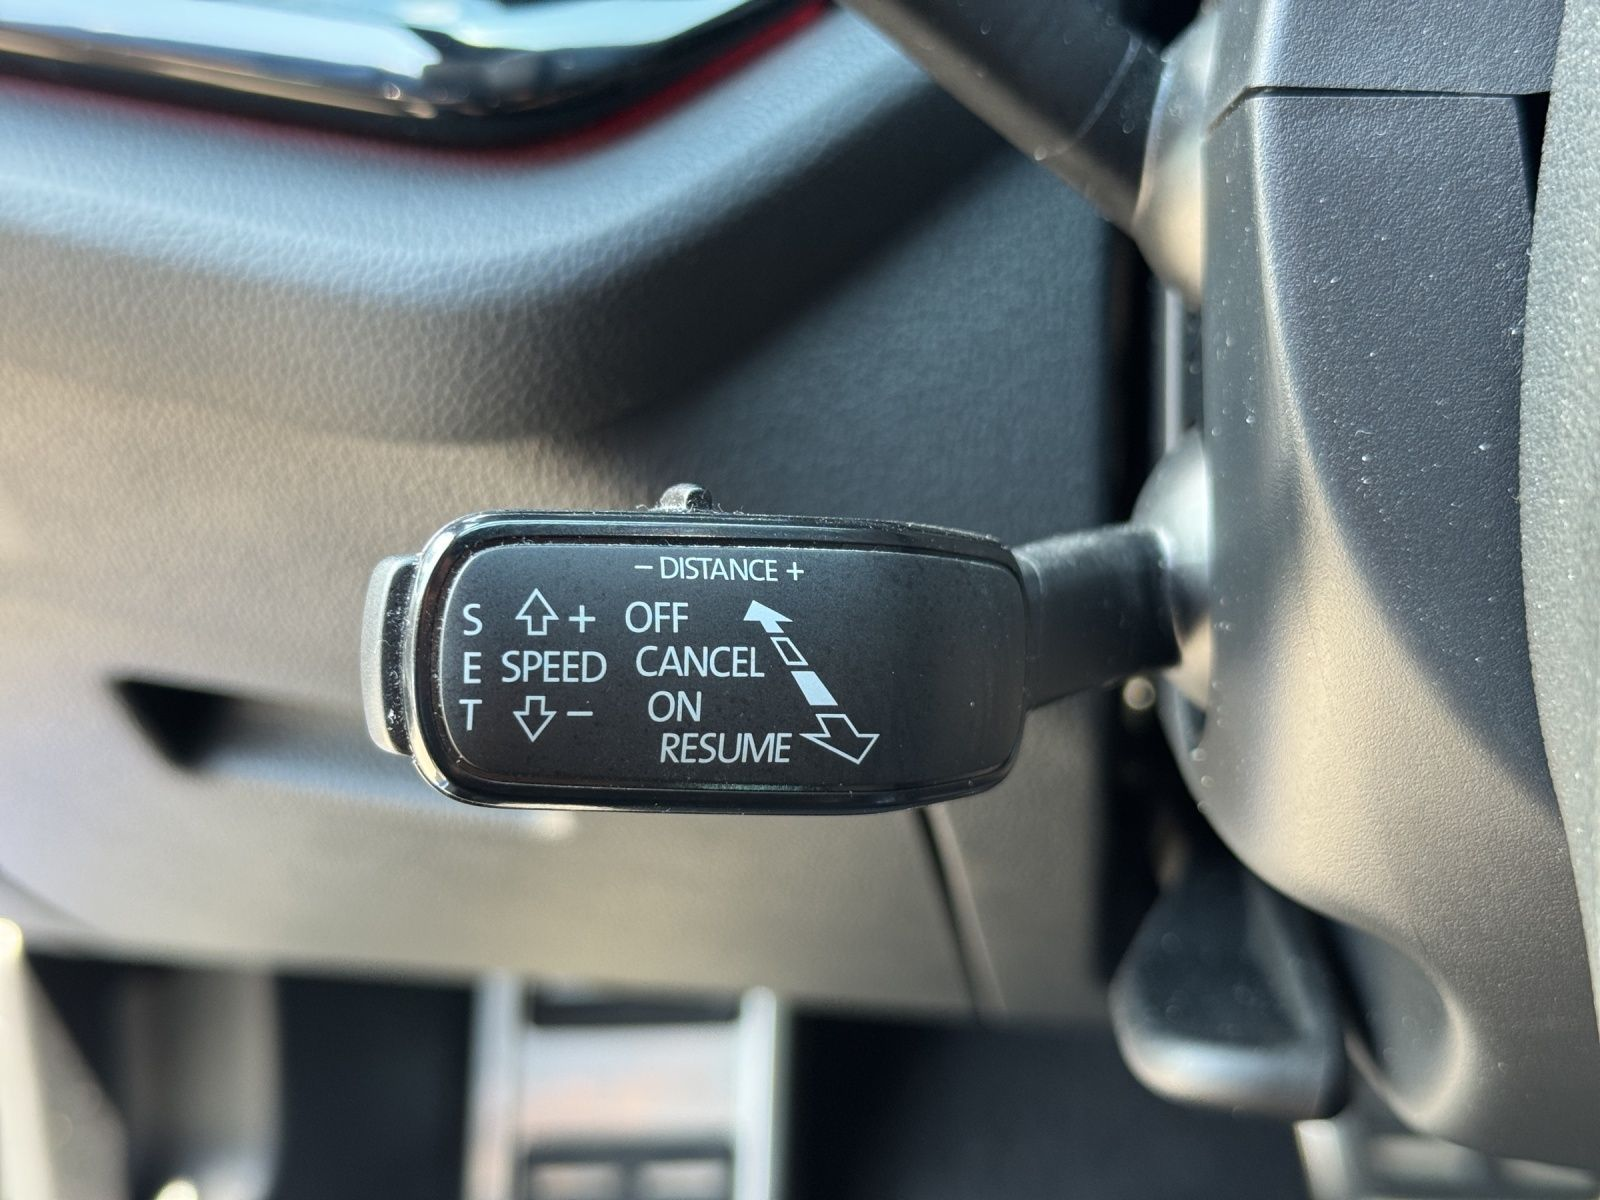 – DISTANCE +
S
E
T
+
SPEED
–
OFF
CANCEL
ON
RESUME